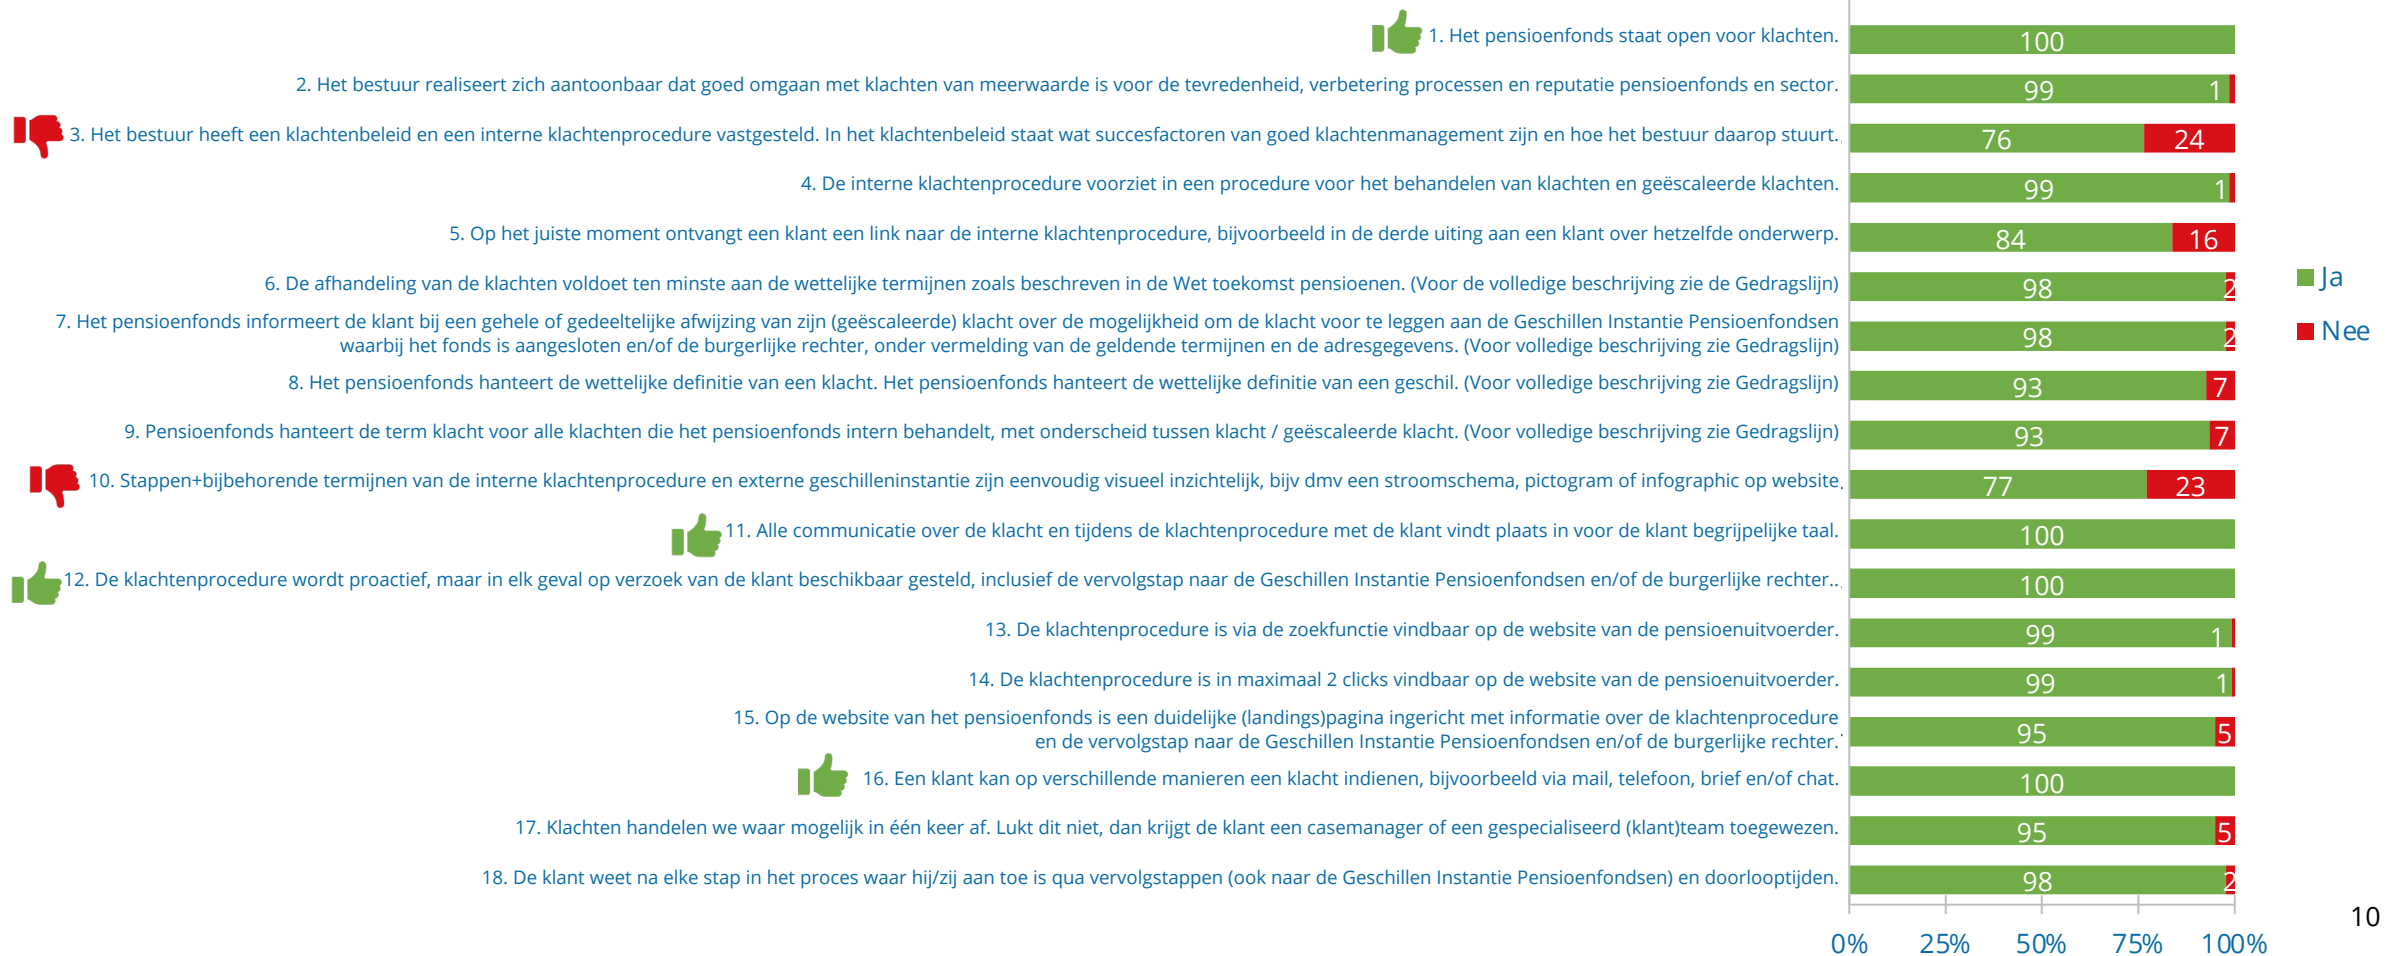 1. Het pensioenfonds staat open voor klachten.
100
2. Het bestuur realiseert zich aantoonbaar dat goed omgaan met klachten van meerwaarde is voor de tevredenheid, verbetering processen en reputatie pensioenfonds en sector.
99 1
3. Het bestuur heeft een klachtenbeleid en een interne klachtenprocedure vastgesteld. In het klachtenbeleid staat wat succesfactoren van goed klachtenmanagement zijn en hoe het bestuur daarop stuurt.
76 24
4. De interne klachtenprocedure voorziet in een procedure voor het behandelen van klachten en geëscaleerde klachten.
99 1
5. Op het juiste moment ontvangt een klant een link naar de interne klachtenprocedure, bijvoorbeeld in de derde uiting aan een klant over hetzelfde onderwerp.
84 16
6. De afhandeling van de klachten voldoet ten minste aan de wettelijke termijnen zoals beschreven in de Wet toekomst pensioenen. (Voor de volledige beschrijving zie de Gedragslijn)
98 2
7. Het pensioenfonds informeert de klant bij een gehele of gedeeltelijke afwijzing van zijn (geëscaleerde) klacht over de mogelijkheid om de klacht voor te leggen aan de Geschillen Instantie Pensioenfondsen
waarbij het fonds is aangesloten en/of de burgerlijke rechter, onder vermelding van de geldende termijnen en de adresgegevens. (Voor volledige beschrijving zie Gedragslijn)
98 2
8. Het pensioenfonds hanteert de wettelijke definitie van een klacht. Het pensioenfonds hanteert de wettelijke definitie van een geschil. (Voor volledige beschrijving zie Gedragslijn)
93 7
9. Pensioenfonds hanteert de term klacht voor alle klachten die het pensioenfonds intern behandelt, met onderscheid tussen klacht / geëscaleerde klacht. (Voor volledige beschrijving zie Gedragslijn)
93 7
10. Stappen+bijbehorende termijnen van de interne klachtenprocedure en externe geschilleninstantie zijn eenvoudig visueel inzichtelijk, bijv dmv een stroomschema, pictogram of infographic op website.
77 23
11. Alle communicatie over de klacht en tijdens de klachtenprocedure met de klant vindt plaats in voor de klant begrijpelijke taal.
100
12. De klachtenprocedure wordt proactief, maar in elk geval op verzoek van de klant beschikbaar gesteld, inclusief de vervolgstap naar de Geschillen Instantie Pensioenfondsen en/of de burgerlijke rechter..
100
13. De klachtenprocedure is via de zoekfunctie vindbaar op de website van de pensioenuitvoerder.
99 1
14. De klachtenprocedure is in maximaal 2 clicks vindbaar op de website van de pensioenuitvoerder.
99 1
15. Op de website van het pensioenfonds is een duidelijke (landings)pagina ingericht met informatie over de klachtenprocedure
en de vervolgstap naar de Geschillen Instantie Pensioenfondsen en/of de burgerlijke rechter.
95 5
16. Een klant kan op verschillende manieren een klacht indienen, bijvoorbeeld via mail, telefoon, brief en/of chat.
100
17. Klachten handelen we waar mogelijk in één keer af. Lukt dit niet, dan krijgt de klant een casemanager of een gespecialiseerd (klant)team toegewezen.
95 5
18. De klant weet na elke stap in het proces waar hij/zij aan toe is qua vervolgstappen (ook naar de Geschillen Instantie Pensioenfondsen) en doorlooptijden.
98 2
0% 25% 50% 75% 100%
Ja
Nee
10